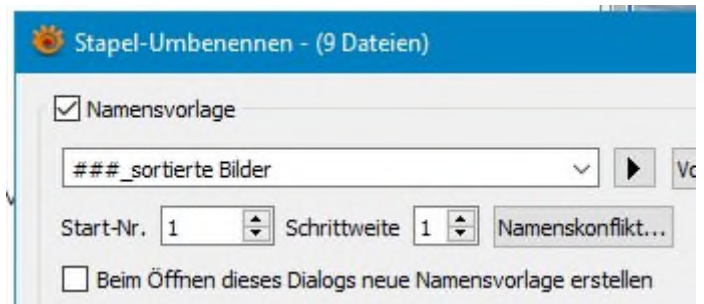 Stapel-Umbenennen - (9 Dateien)
Namensvorlage
###_sortierte Bilder
Start-Nr. 1 Schrittweite 1 Namenskonflikt...
Beim Öffnen dieses Dialogs neue Namensvorlage erstellen